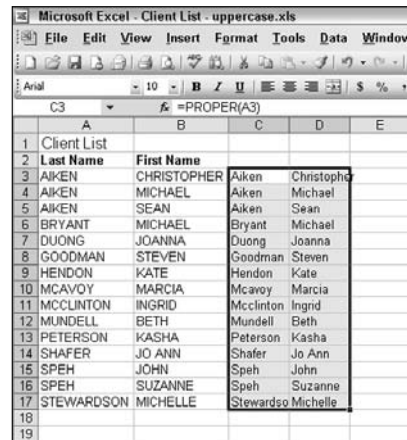 Microsoft Excel - Client List - uppercase.xls
File Edit View Insert Format Tools Data Window
Arial 10 B I U $ %
C3 fx =PROPER(A3)
A B C D E
1 Client List
2 Last Name First Name
3 AIKEN CHRISTOPHER Aiken Christopher
4 AIKEN MICHAEL Aiken Michael
5 AIKEN SEAN Aiken Sean
6 BRYANT MICHAEL Bryant Michael
7 DUONG JOANNA Duong Joanna
8 GOODMAN STEVEN Goodman Steven
9 HENDON KATE Hendon Kate
10 MCAVOY MARCIA Mcavoy Marcia
11 MCCLINTON INGRID Mcclinton Ingrid
12 MUNDELL BETH Mundell Beth
13 PETERSON KASHA Peterson Kasha
14 SHAFER JO ANN Shafer Jo Ann
15 SPEH JOHN Speh John
16 SPEH SUZANNE Speh Suzanne
17 STEWARDSON MICHELLE Stewardso Michelle
18
19